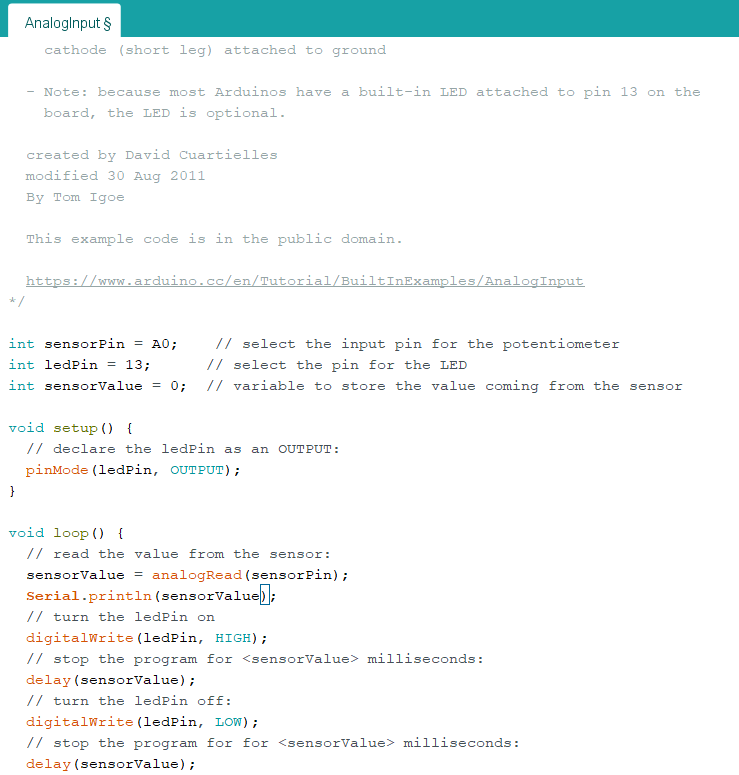 AnalogInput §
cathode (short leg) attached to ground
- Note: because most Arduinos have a built-in LED attached to pin 13 on the
board, the LED is optional.
created by David Cuartielles
modified 30 Aug 2011
By Tom Igoe
This example code is in the public domain.
https://www.arduino.cc/en/Tutorial/BuiltInExamples/AnalogInput
*/
int sensorPin = A0;    // select the input pin for the potentiometer
int ledPin = 13;      // select the pin for the LED
int sensorValue = 0;  // variable to store the value coming from the sensor
void setup() {
  // declare the ledPin as an OUTPUT:
  pinMode(ledPin, OUTPUT);
}
void loop() {
  // read the value from the sensor:
  sensorValue = analogRead(sensorPin);
  Serial.println(sensorValue);
  // turn the ledPin on
  digitalWrite(ledPin, HIGH);
  // stop the program for <sensorValue> milliseconds:
  delay(sensorValue);
  // turn the ledPin off:
  digitalWrite(ledPin, LOW);
  // stop the program for for <sensorValue> milliseconds:
  delay(sensorValue);